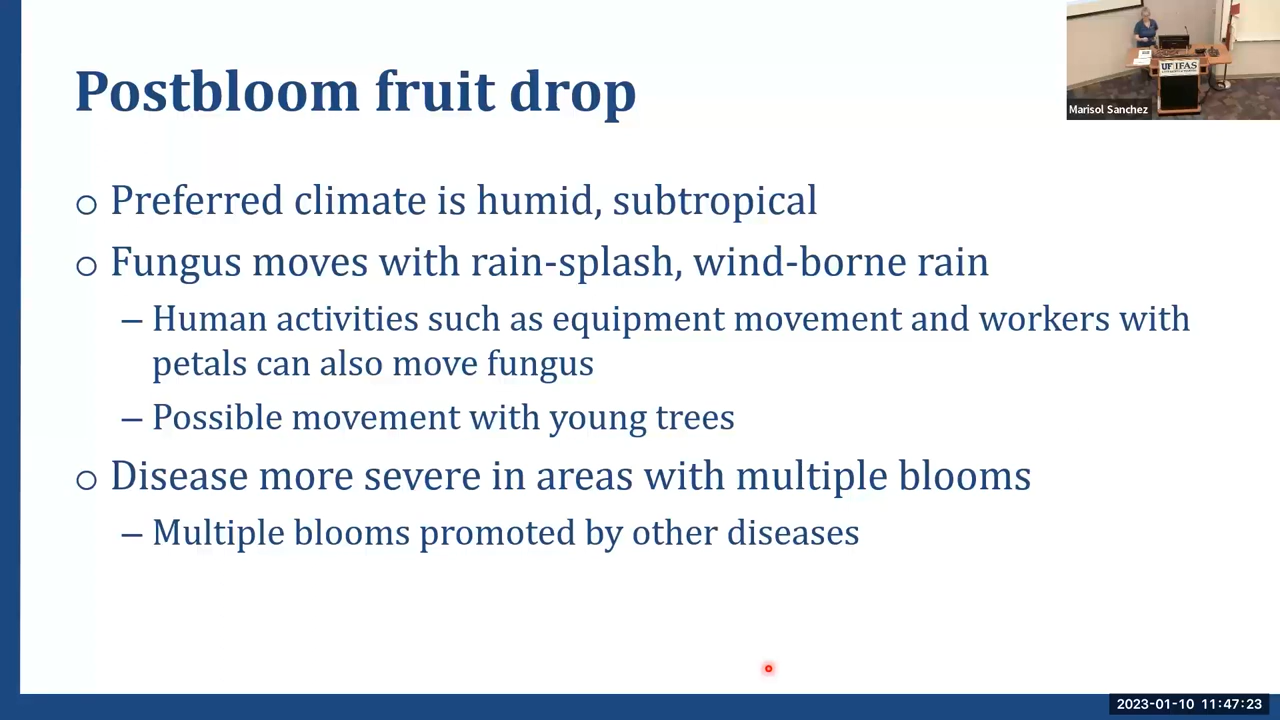 Postbloom fruit drop
UF IFAS
Marisol Sanchez
o Preferred climate is humid, subtropical
o Fungus moves with rain-splash, wind-borne rain
– Human activities such as equipment movement and workers with
petals can also move fungus
– Possible movement with young trees
o Disease more severe in areas with multiple blooms
– Multiple blooms promoted by other diseases
2023-01-10 11:47:23